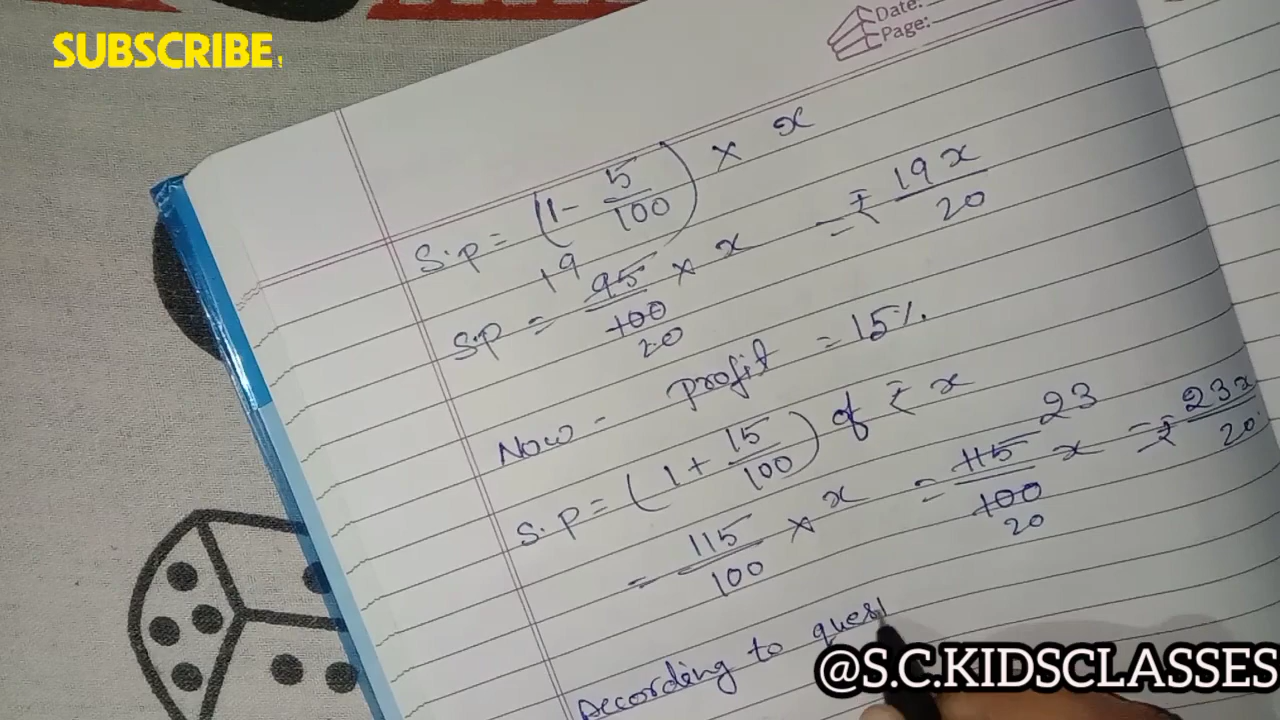 SUBSCRIBE
Date:
Page:
S.P = (1 - 5/100) × x
19
S.P = 95/100 × x = ₹ 19x/20
20
Now - Profit = 15%.
S.P = (1 + 15/100) of ₹ x
23
= 115/100 × x = 115/100 x = ₹ 23x/20
20
According to ques
@S.C.KIDSCLASSES